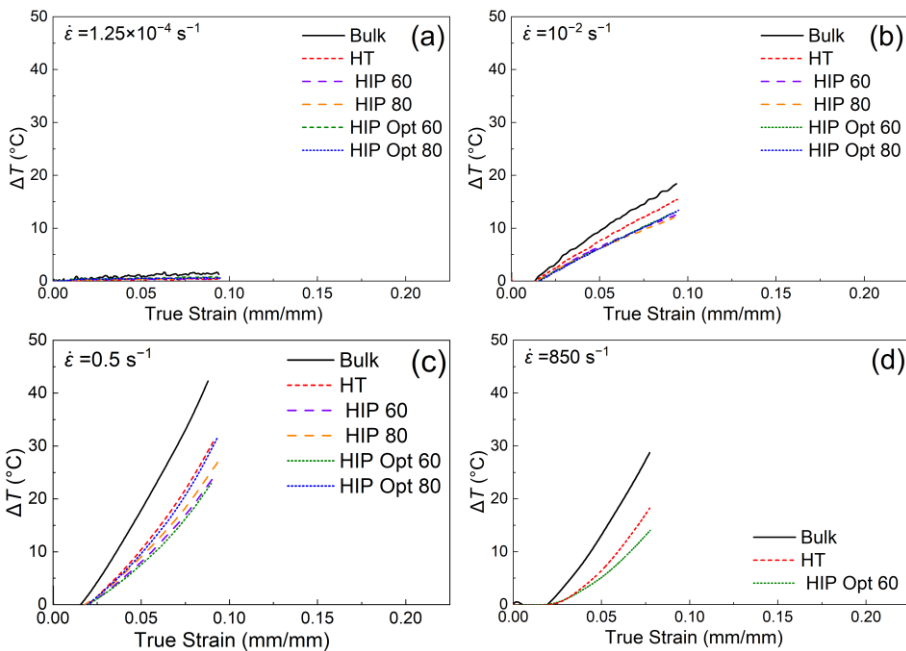 ε̇ =1.25×10⁻⁴ s⁻¹
(a)
Bulk
HT
HIP 60
HIP 80
HIP Opt 60
HIP Opt 80
50
40
30
20
10
0
ΔT (°C)
0.00
0.05
0.10
0.15
0.20
True Strain (mm/mm)
ε̇ =10⁻² s⁻¹
(b)
Bulk
HT
HIP 60
HIP 80
HIP Opt 60
HIP Opt 80
50
40
30
20
10
0
ΔT (°C)
0.00
0.05
0.10
0.15
0.20
True Strain (mm/mm)
ε̇ =0.5 s⁻¹
(c)
Bulk
HT
HIP 60
HIP 80
HIP Opt 60
HIP Opt 80
50
40
30
20
10
0
ΔT (°C)
0.00
0.05
0.10
0.15
0.20
True Strain (mm/mm)
ε̇ =850 s⁻¹
(d)
Bulk
HT
HIP Opt 60
50
40
30
20
10
0
ΔT (°C)
0.00
0.05
0.10
0.15
0.20
True Strain (mm/mm)